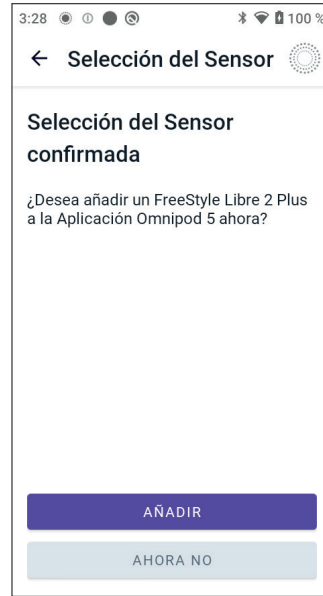 3:28 100 %
Selección del Sensor
Selección del Sensor
confirmada
¿Desea añadir un FreeStyle Libre 2 Plus
a la Aplicación Omnipod 5 ahora?
AÑADIR
AHORA NO